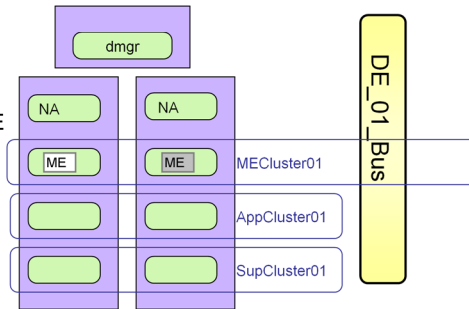 dmgr
NA
NA
ME
ME
MECluster01
AppCluster01
SupCluster01
DE_01_Bus